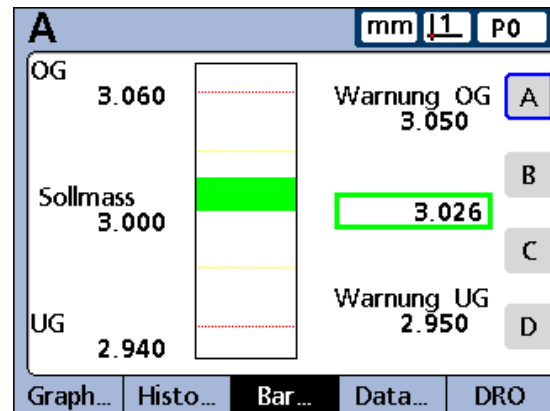 A mm 1 P0
OG
3.060
Warnung OG
3.050
A
B
Sollmass
3.000
3.026
C
Warnung UG
2.950
UG
2.940
D
Graph... Histo... Bar... Data... DRO